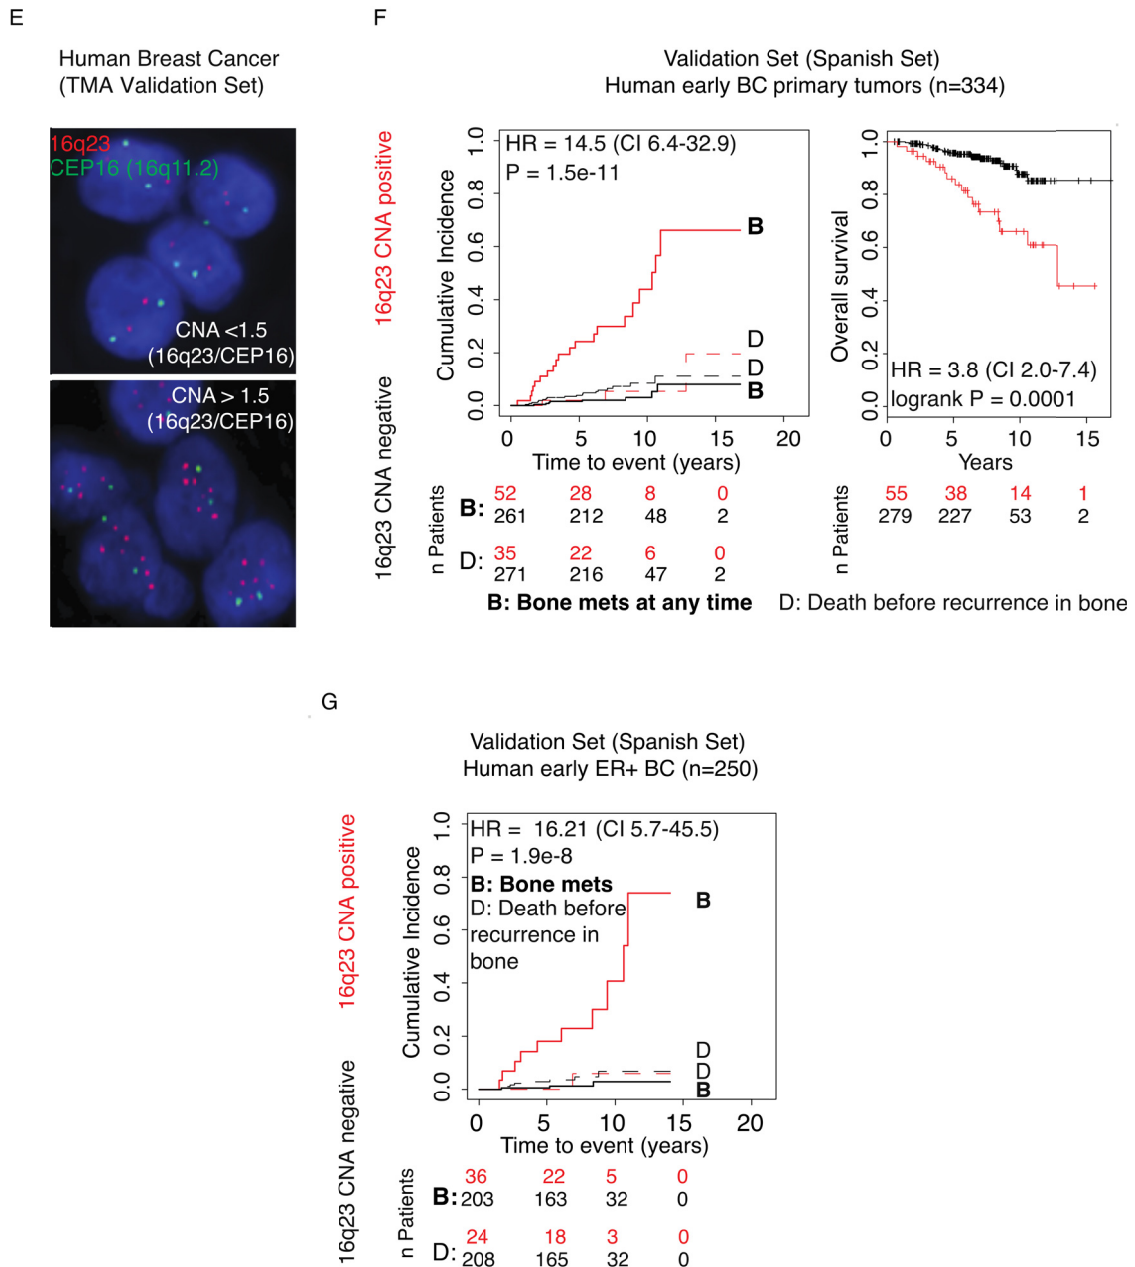 E
Human Breast Cancer
(TMA Validation Set)
16q23
CEP16 (16q11.2)
CNA <1.5
(16q23/CEP16)
CNA > 1.5
(16q23/CEP16)
F
Validation Set (Spanish Set)
Human early BC primary tumors (n=334)
16q23 CNA positive
16q23 CNA negative
Cumulative Incidence
1.0
0.8
0.6
0.4
0.2
0.0
HR = 14.5 (CI 6.4-32.9)
P = 1.5e-11
B
D
D
B
0 5 10 15 20
Time to event (years)
n Patients
B:
52 28 8 0
261 212 48 2
D:
35 22 6 0
271 216 47 2
Overall survival
1.0
0.8
0.6
0.4
0.2
0.0
HR = 3.8 (CI 2.0-7.4)
logrank P = 0.0001
0 5 10 15
Years
n Patients
55 38 14 1
279 227 53 2
B: Bone mets at any time D: Death before recurrence in bone
G
Validation Set (Spanish Set)
Human early ER+ BC (n=250)
16q23 CNA positive
16q23 CNA negative
Cumulative Incidence
1.0
0.8
0.6
0.4
0.2
0.0
HR = 16.21 (CI 5.7-45.5)
P = 1.9e-8
B: Bone mets
D: Death before
recurrence in
bone
B
D
D
B
0 5 10 15 20
Time to event (years)
n Patients
B:
36 22 5 0
203 163 32 0
D:
24 18 3 0
208 165 32 0